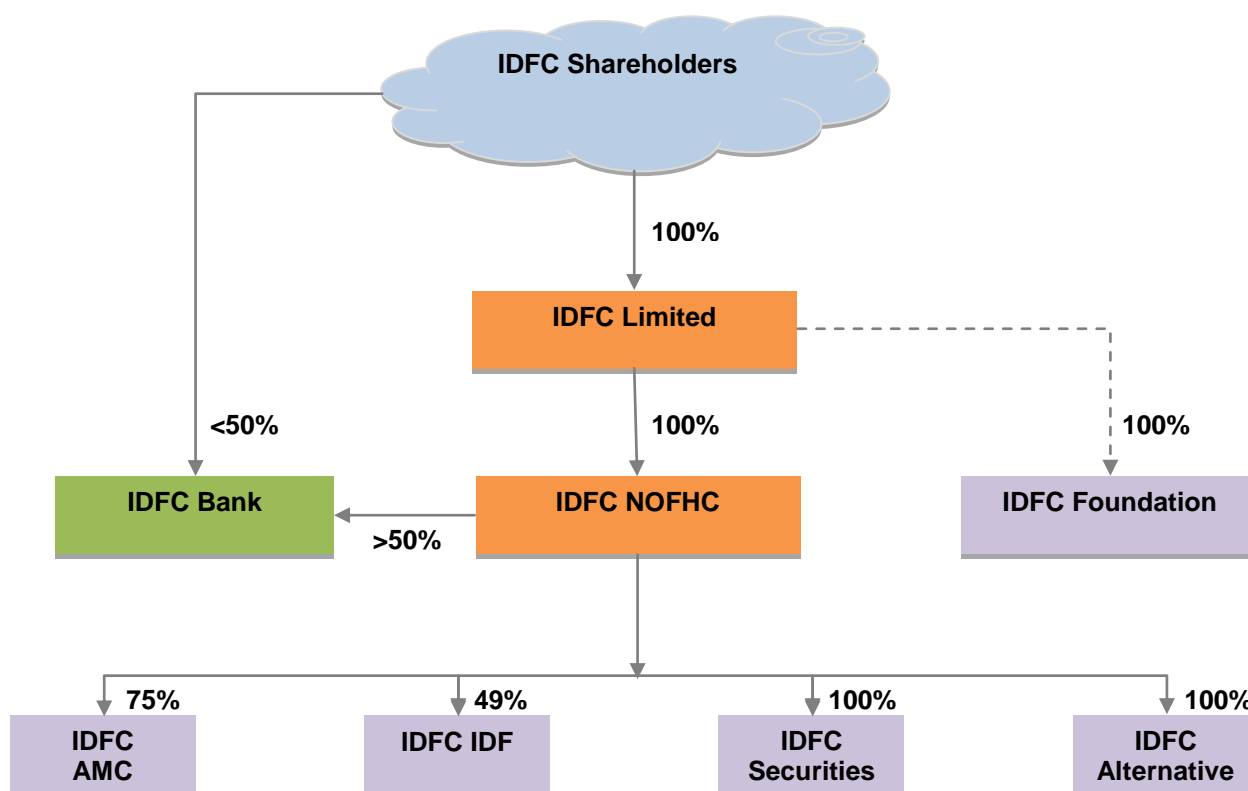 IDFC Shareholders
100%
IDFC Limited
<50%
100%
100%
IDFC Bank
IDFC NOFHC
IDFC Foundation
>50%
75%
49%
100%
100%
IDFC
AMC
IDFC IDF
IDFC
Securities
IDFC
Alternative